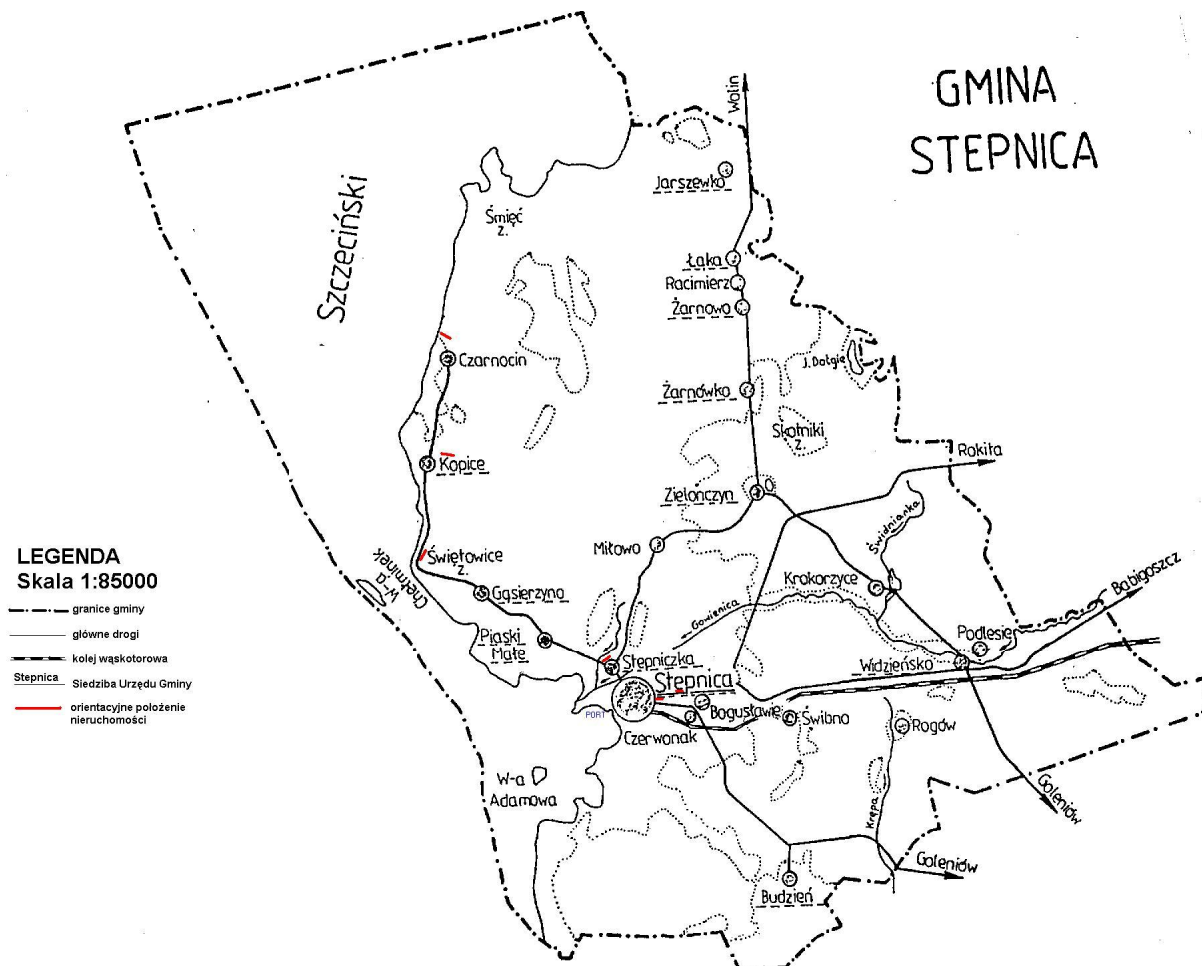 GMINA
STEPNICA
Wolin
Jarszewko
Szczeciński
Śmięć
Z.
Łąka
Racimierz
Żarnowo
J. Dołgie
Czarnocin
Żarnówko
Skotniki
Z.
Rokita
Kopice
Zielonczyn
Świdnianka
LEGENDA
Skala 1:85000
granice gminy
główne drogi
kolej wąskotorowa
Stepnica
Siedziba Urzędu Gminy
orientacyjne położenie
nieruchomości
W-a
Chełminek
Świętowice
Z.
Gąsierzyno
Miłowo
Krokorzyce
Babigoszcz
Gowienica
Piaski
Małe
Stepniczka
Podlesie
Widzieńsko
Stepnica
PORT
Bogusławie
Świbno
Rogów
Czerwonak
W-a
Adamowa
Krępa
Goleniów
Goleniów
Budzień